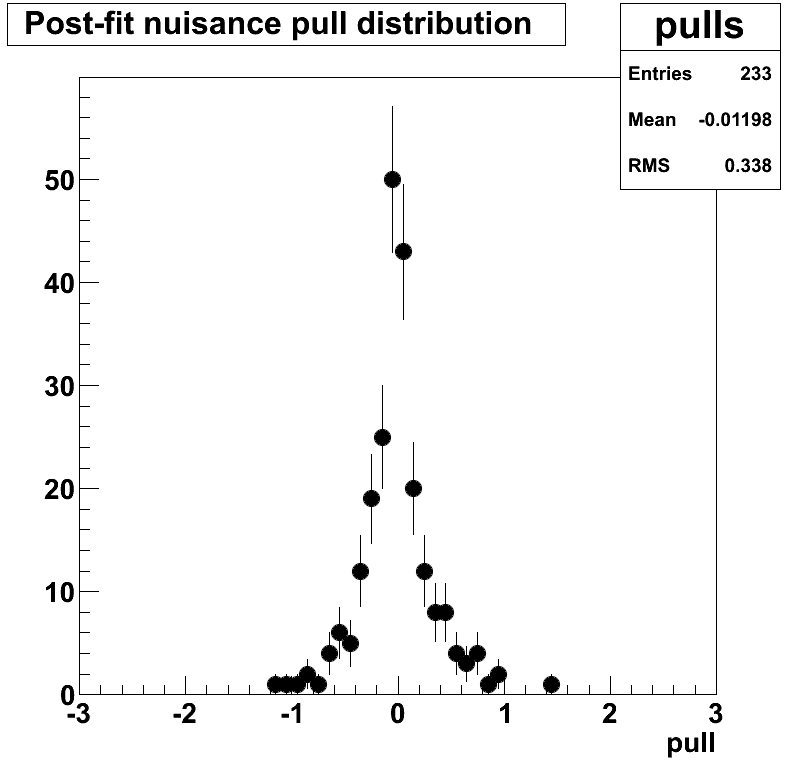 Post-fit nuisance pull distribution
pulls
Entries 233
Mean -0.01198
RMS 0.338
50
40
30
20
10
0
-3 -2 -1 0 1 2 3
pull